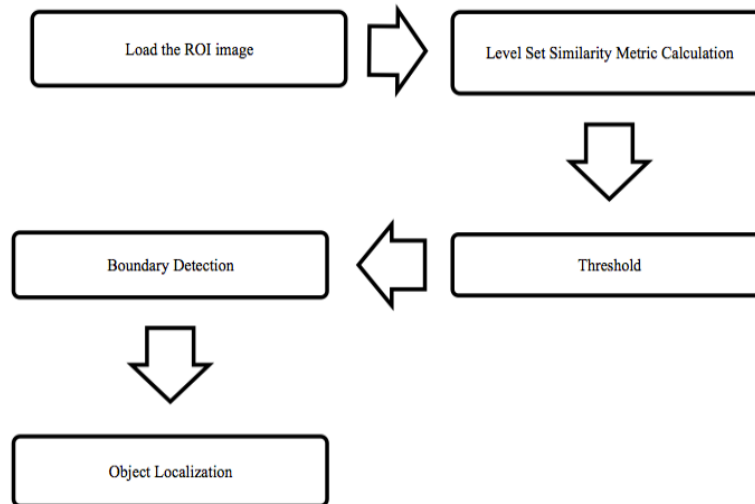 Load the ROI image
Level Set Similarity Metric Calculation
Threshold
Boundary Detection
Object Localization